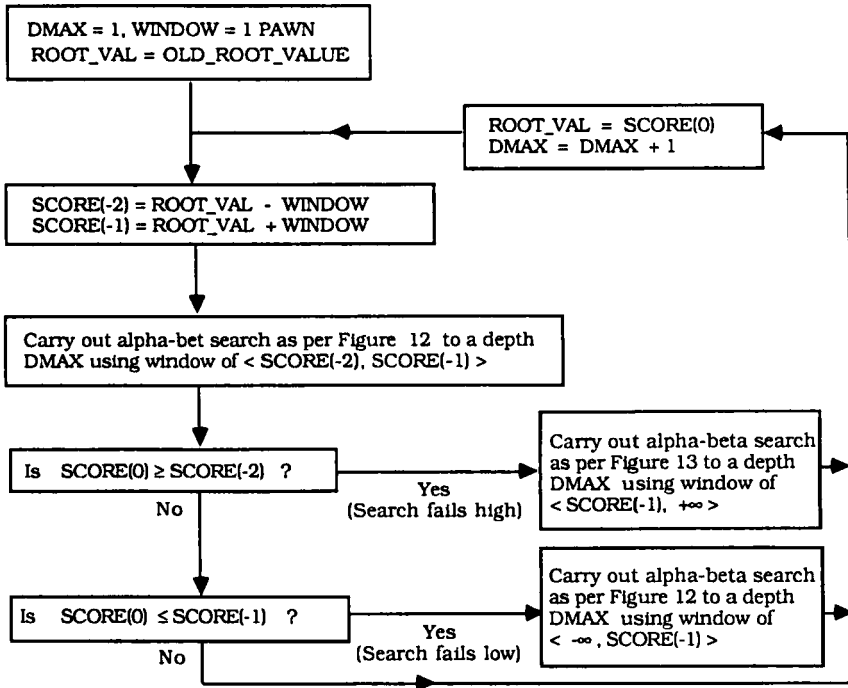 DMAX = 1, WINDOW = 1 PAWN
ROOT_VAL = OLD_ROOT_VALUE
ROOT_VAL = SCORE(0)
DMAX = DMAX + 1
SCORE(-2) = ROOT_VAL - WINDOW
SCORE(-1) = ROOT_VAL + WINDOW
Carry out alpha-bet search as per Figure 12 to a depth
DMAX using window of < SCORE(-2), SCORE(-1) >
Is SCORE(0) ≥ SCORE(-2) ?
Yes
(Search fails high)
No
Carry out alpha-beta search
as per Figure 13 to a depth
DMAX using window of
< SCORE(-1), +∞ >
Is SCORE(0) ≤ SCORE(-1) ?
Yes
(Search fails low)
No
Carry out alpha-beta search
as per Figure 12 to a depth
DMAX using window of
< -∞ , SCORE(-1) >